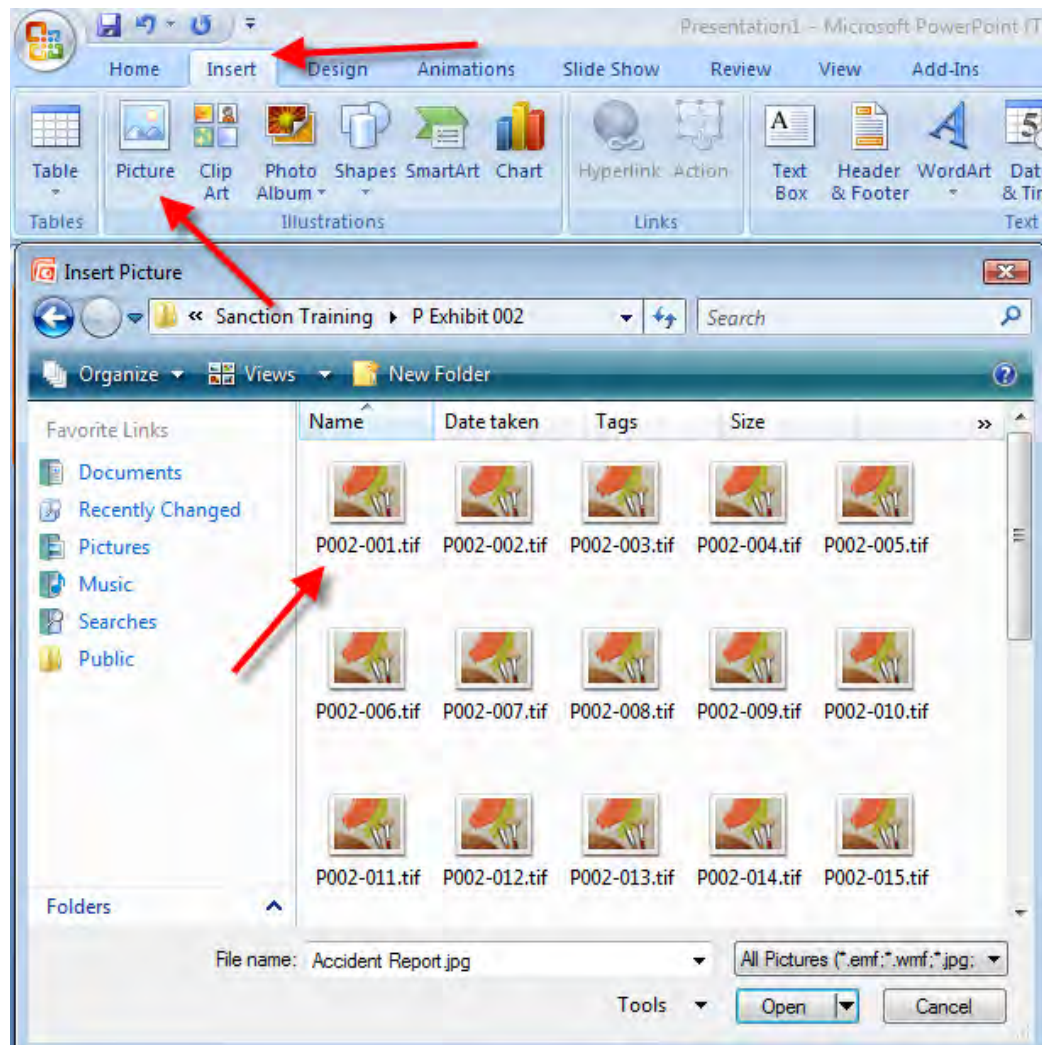 Presentation1 - Microsoft PowerPoint (T
Home Insert Design Animations Slide Show Review View Add-Ins
Table Picture Clip Art Photo Album Shapes SmartArt Chart Hyperlink Action Text Box Header & Footer WordArt Dat & Tir
Tables Illustrations Links Text
Insert Picture
« Sanction Training P Exhibit 002 Search
Organize Views New Folder
Favorite Links Name Date taken Tags Size »
Documents
Recently Changed
Pictures
Music
Searches
Public
P002-001.tif P002-002.tif P002-003.tif P002-004.tif P002-005.tif
P002-006.tif P002-007.tif P002-008.tif P002-009.tif P002-010.tif
P002-011.tif P002-012.tif P002-013.tif P002-014.tif P002-015.tif
Folders
File name: Accident Report.jpg All Pictures (*.emf;*.wmf;*.jpg;
Tools Open Cancel